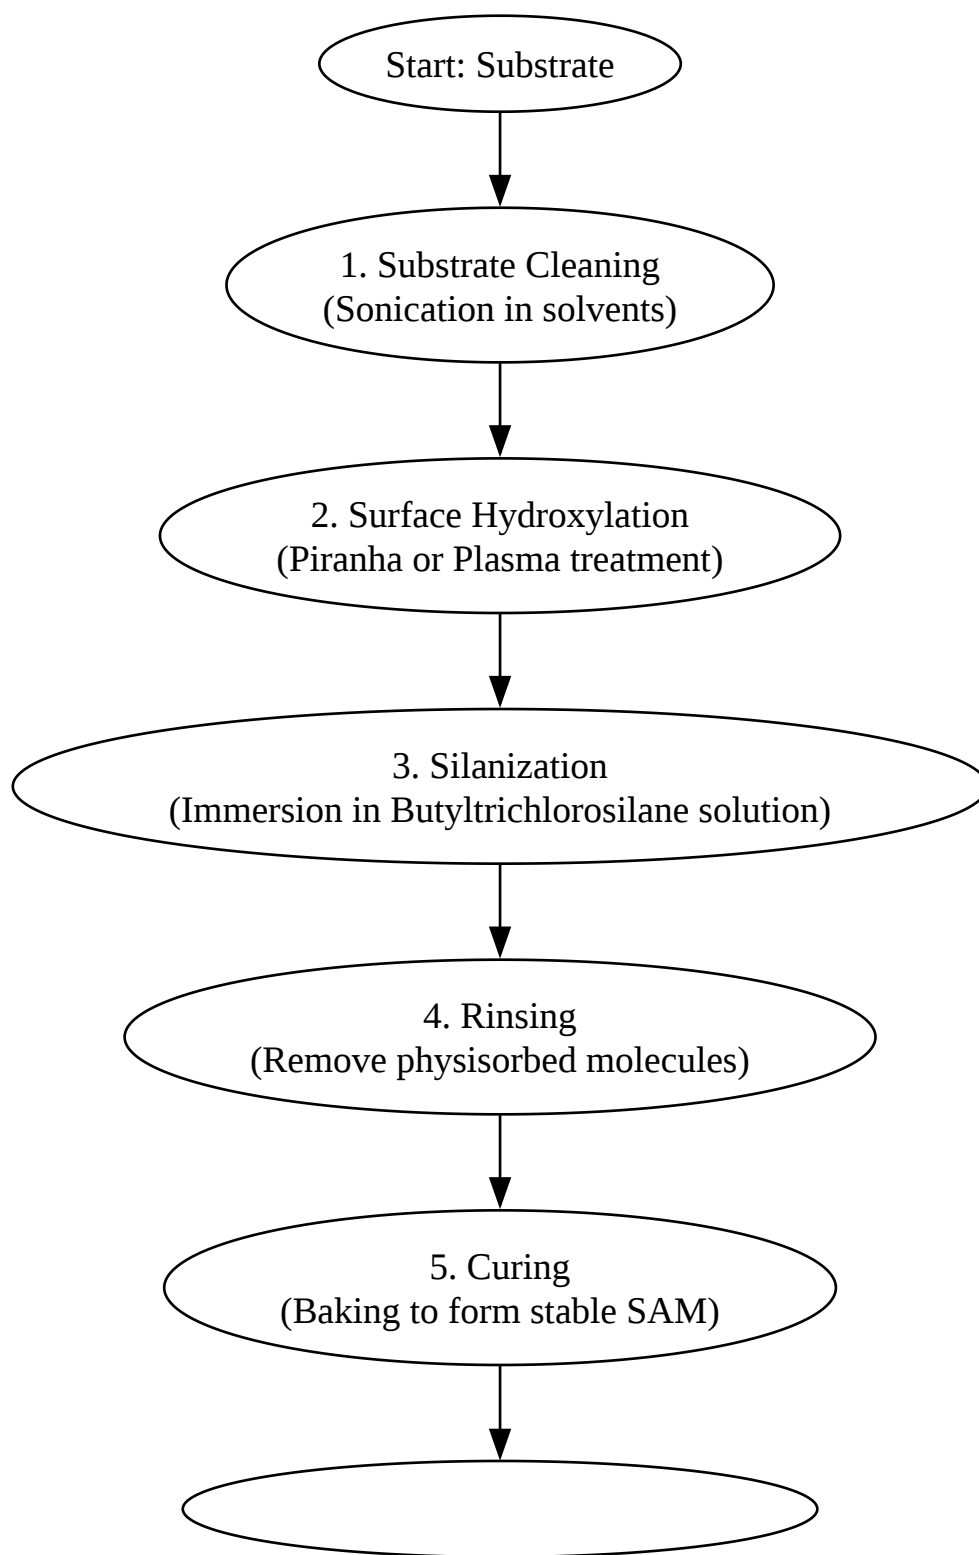 Start: Substrate
1. Substrate Cleaning
(Sonication in solvents)
2. Surface Hydroxylation
(Piranha or Plasma treatment)
3. Silanization
(Immersion in Butyltrichlorosilane solution)
4. Rinsing
(Remove physisorbed molecules)
5. Curing
(Baking to form stable SAM)